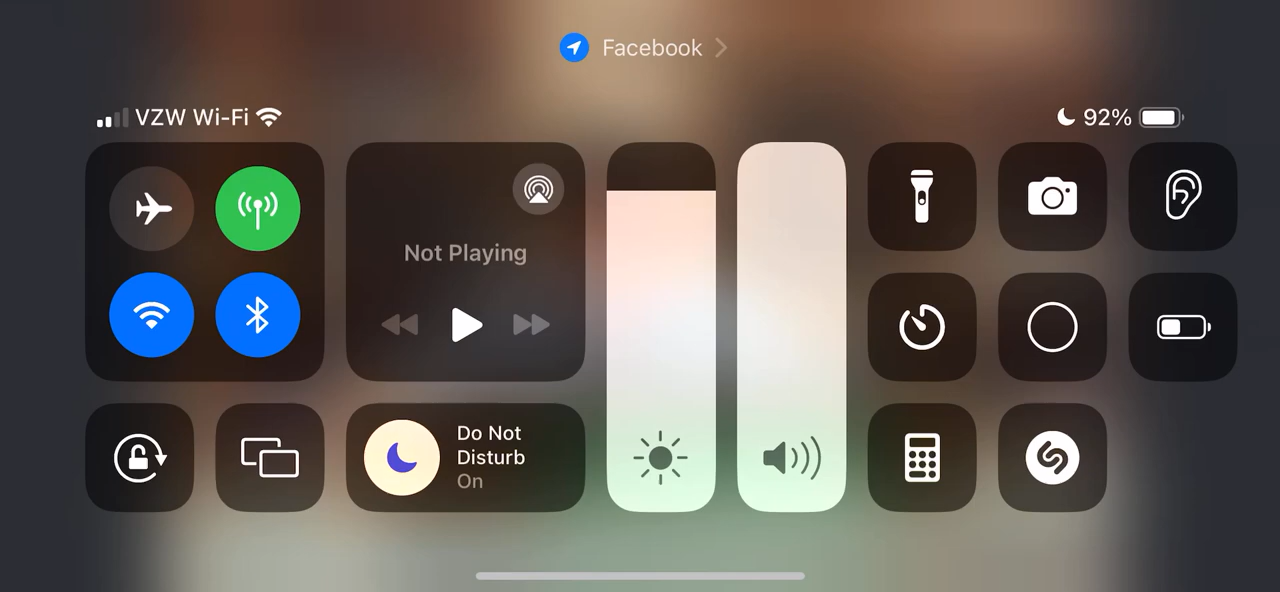 Facebook
VZW Wi-Fi
92%
Not Playing
Do Not
Disturb
On